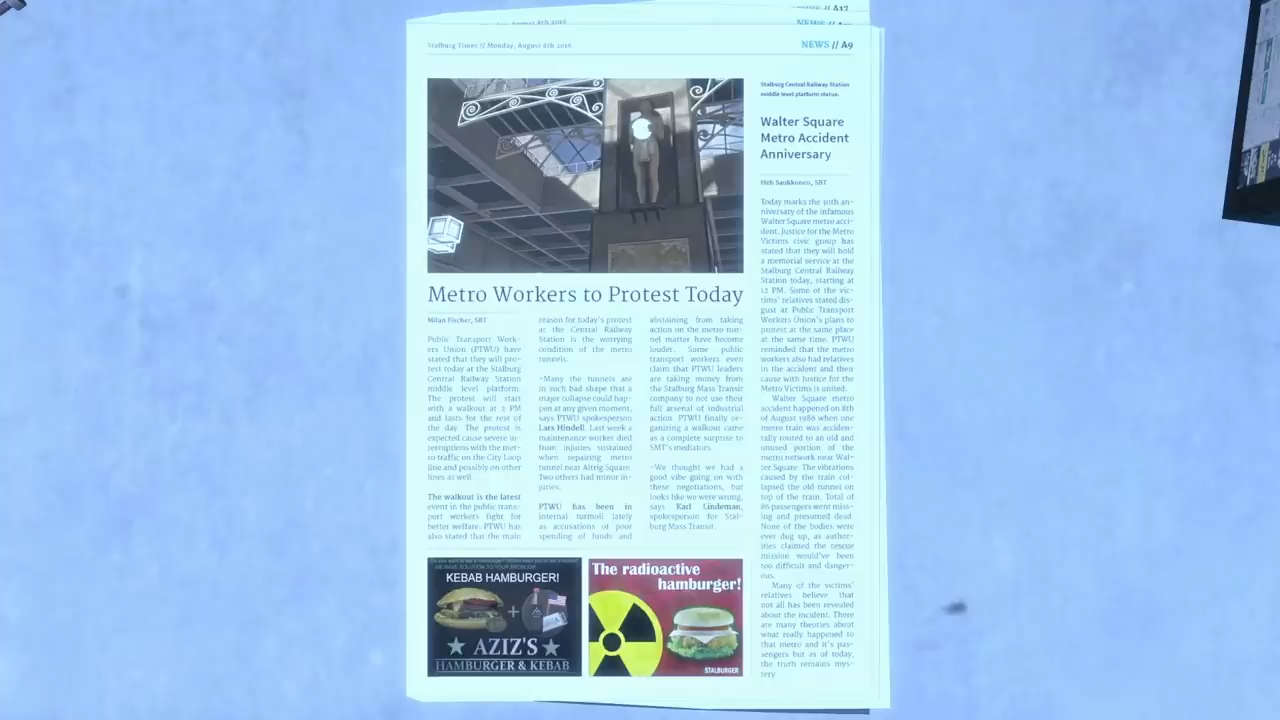 A17
NEWS //
August 8th 2016
Stalburg Times // Monday, August 8th 2016
NEWS // A9
Stalburg Central Railway Station
middle level platform statue.
Metro Workers to Protest Today
Milan Fischer, SBT
Public Transport Work-
ers Union (PTWU) have
stated that they will pro-
test today at the Stalburg
Central Railway Station
middle level platform.
The protest will start
with a walkout at 2 PM
and lasts for the rest of
the day. The protest is
expected cause severe in-
terruptions with the met-
ro traffic on the City Loop
line and possibly on other
lines as well.
The walkout is the latest
event in the public trans-
port workers fight for
better welfare. PTWU has
also stated that the main
reason for today's protest
at the Central Railway
Station is the worrying
condition of the metro
tunnels.
–Many the tunnels are
in such bad shape that a
major collapse could hap-
pen at any given moment,
says PTWU spokesperson
Lars Hindell. Last week a
maintenance worker died
from injuries sustained
when repairing metro
tunnel near Altrig Square.
Two others had minor in-
juries.
PTWU has been in
internal turmoil lately
as accusations of poor
spending of funds and
abstaining from taking
action on the metro tun-
nel matter have become
louder. Some public
transport workers even
claim that PTWU leaders
are taking money from
the Stalburg Mass Transit
company to not use their
full arsenal of industrial
action. PTWU finally or-
ganizing a walkout came
as a complete surprise to
SMT's mediators.
–We thought we had a
good vibe going on with
these negotiations, but
looks like we were wrong,
says Karl Lindeman,
spokesperson for Stal-
burg Mass Transit.
Walter Square
Metro Accident
Anniversary
Heli Saukkonen, SBT
Today marks the 30th an-
niversary of the infamous
Walter Square metro acci-
dent. Justice for the Metro
Victims civic group has
stated that they will hold
a memorial service at the
Stalburg Central Railway
Station today, starting at
12 PM. Some of the vic-
tims' relatives stated dis-
gust at Public Transport
Workers Union's plans to
protest at the same place
at the same time. PTWU
reminded that the metro
workers also had relatives
in the accident and their
cause with Justice for the
Metro Victims is united.
Walter Square metro
accident happened on 8th
of August 1986 when one
metro train was acciden-
tally routed to an old and
unused portion of the
metro network near Wal-
ter Square. The vibrations
caused by the train col-
lapsed the old tunnel on
top of the train. Total of
86 passengers went miss-
ing and presumed dead.
None of the bodies were
ever dug up, as author-
ities claimed the rescue
mission would've been
too difficult and danger-
ous.
Many of the victims'
relatives believe that
not all has been revealed
about the incident. There
are many theories about
what really happened to
that metro and it's pas-
sengers but as of today,
the truth remains mys-
tery
WE HAVE SOLUTION TO YOUR PROBLEM!
KEBAB HAMBURGER!
+
AZIZ'S
HAMBURGER & KEBAB
The radioactive
hamburger!
STALBURGER